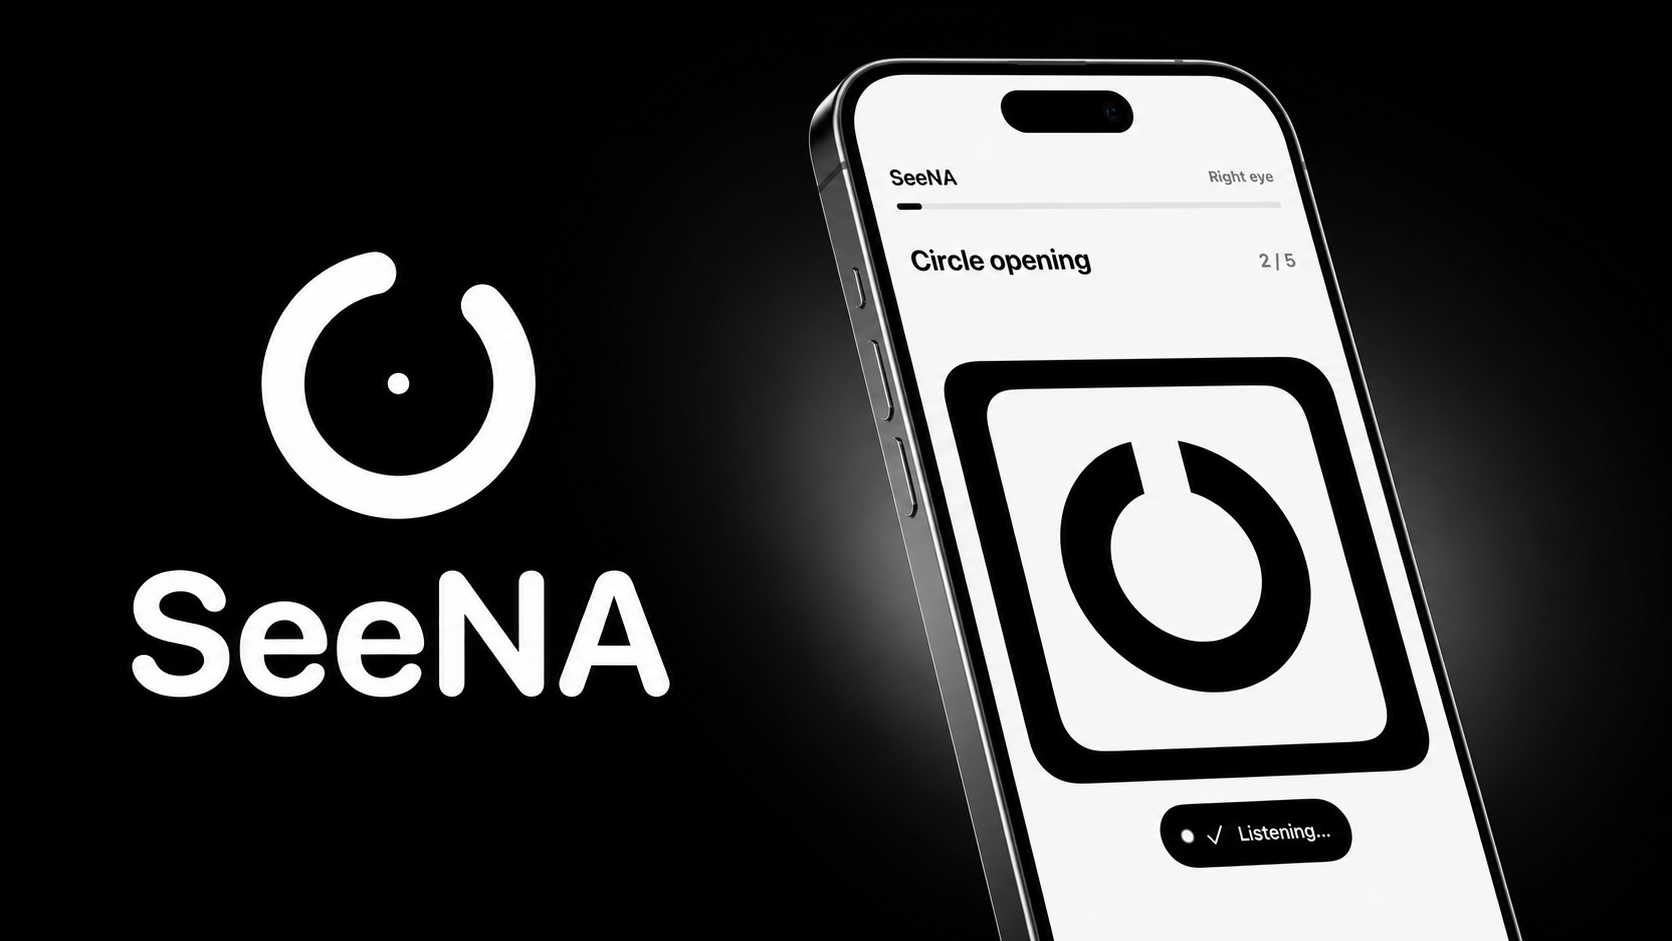 SeeNA
SeeNA
Right eye
Circle opening
2 / 5
Listening...